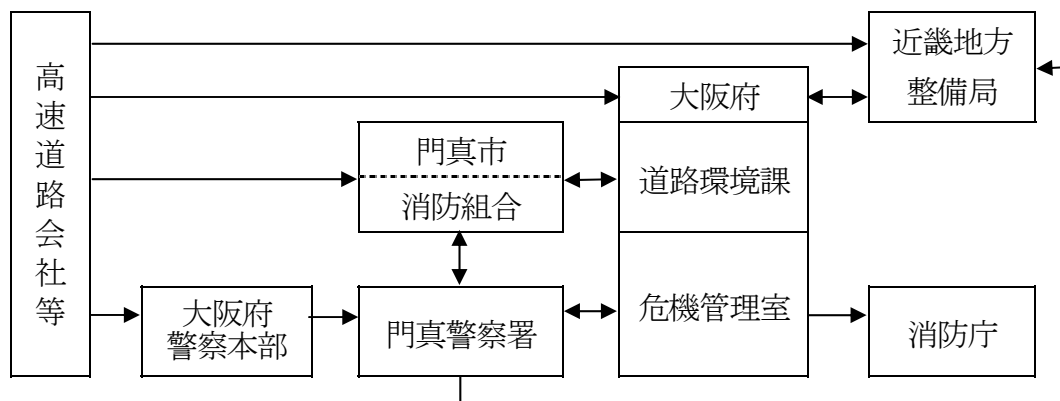 高速道路会社等
近畿地方
整備局
大阪府
門真市
消防組合
道路環境課
大阪府
警察本部
門真警察署
危機管理室
消防庁